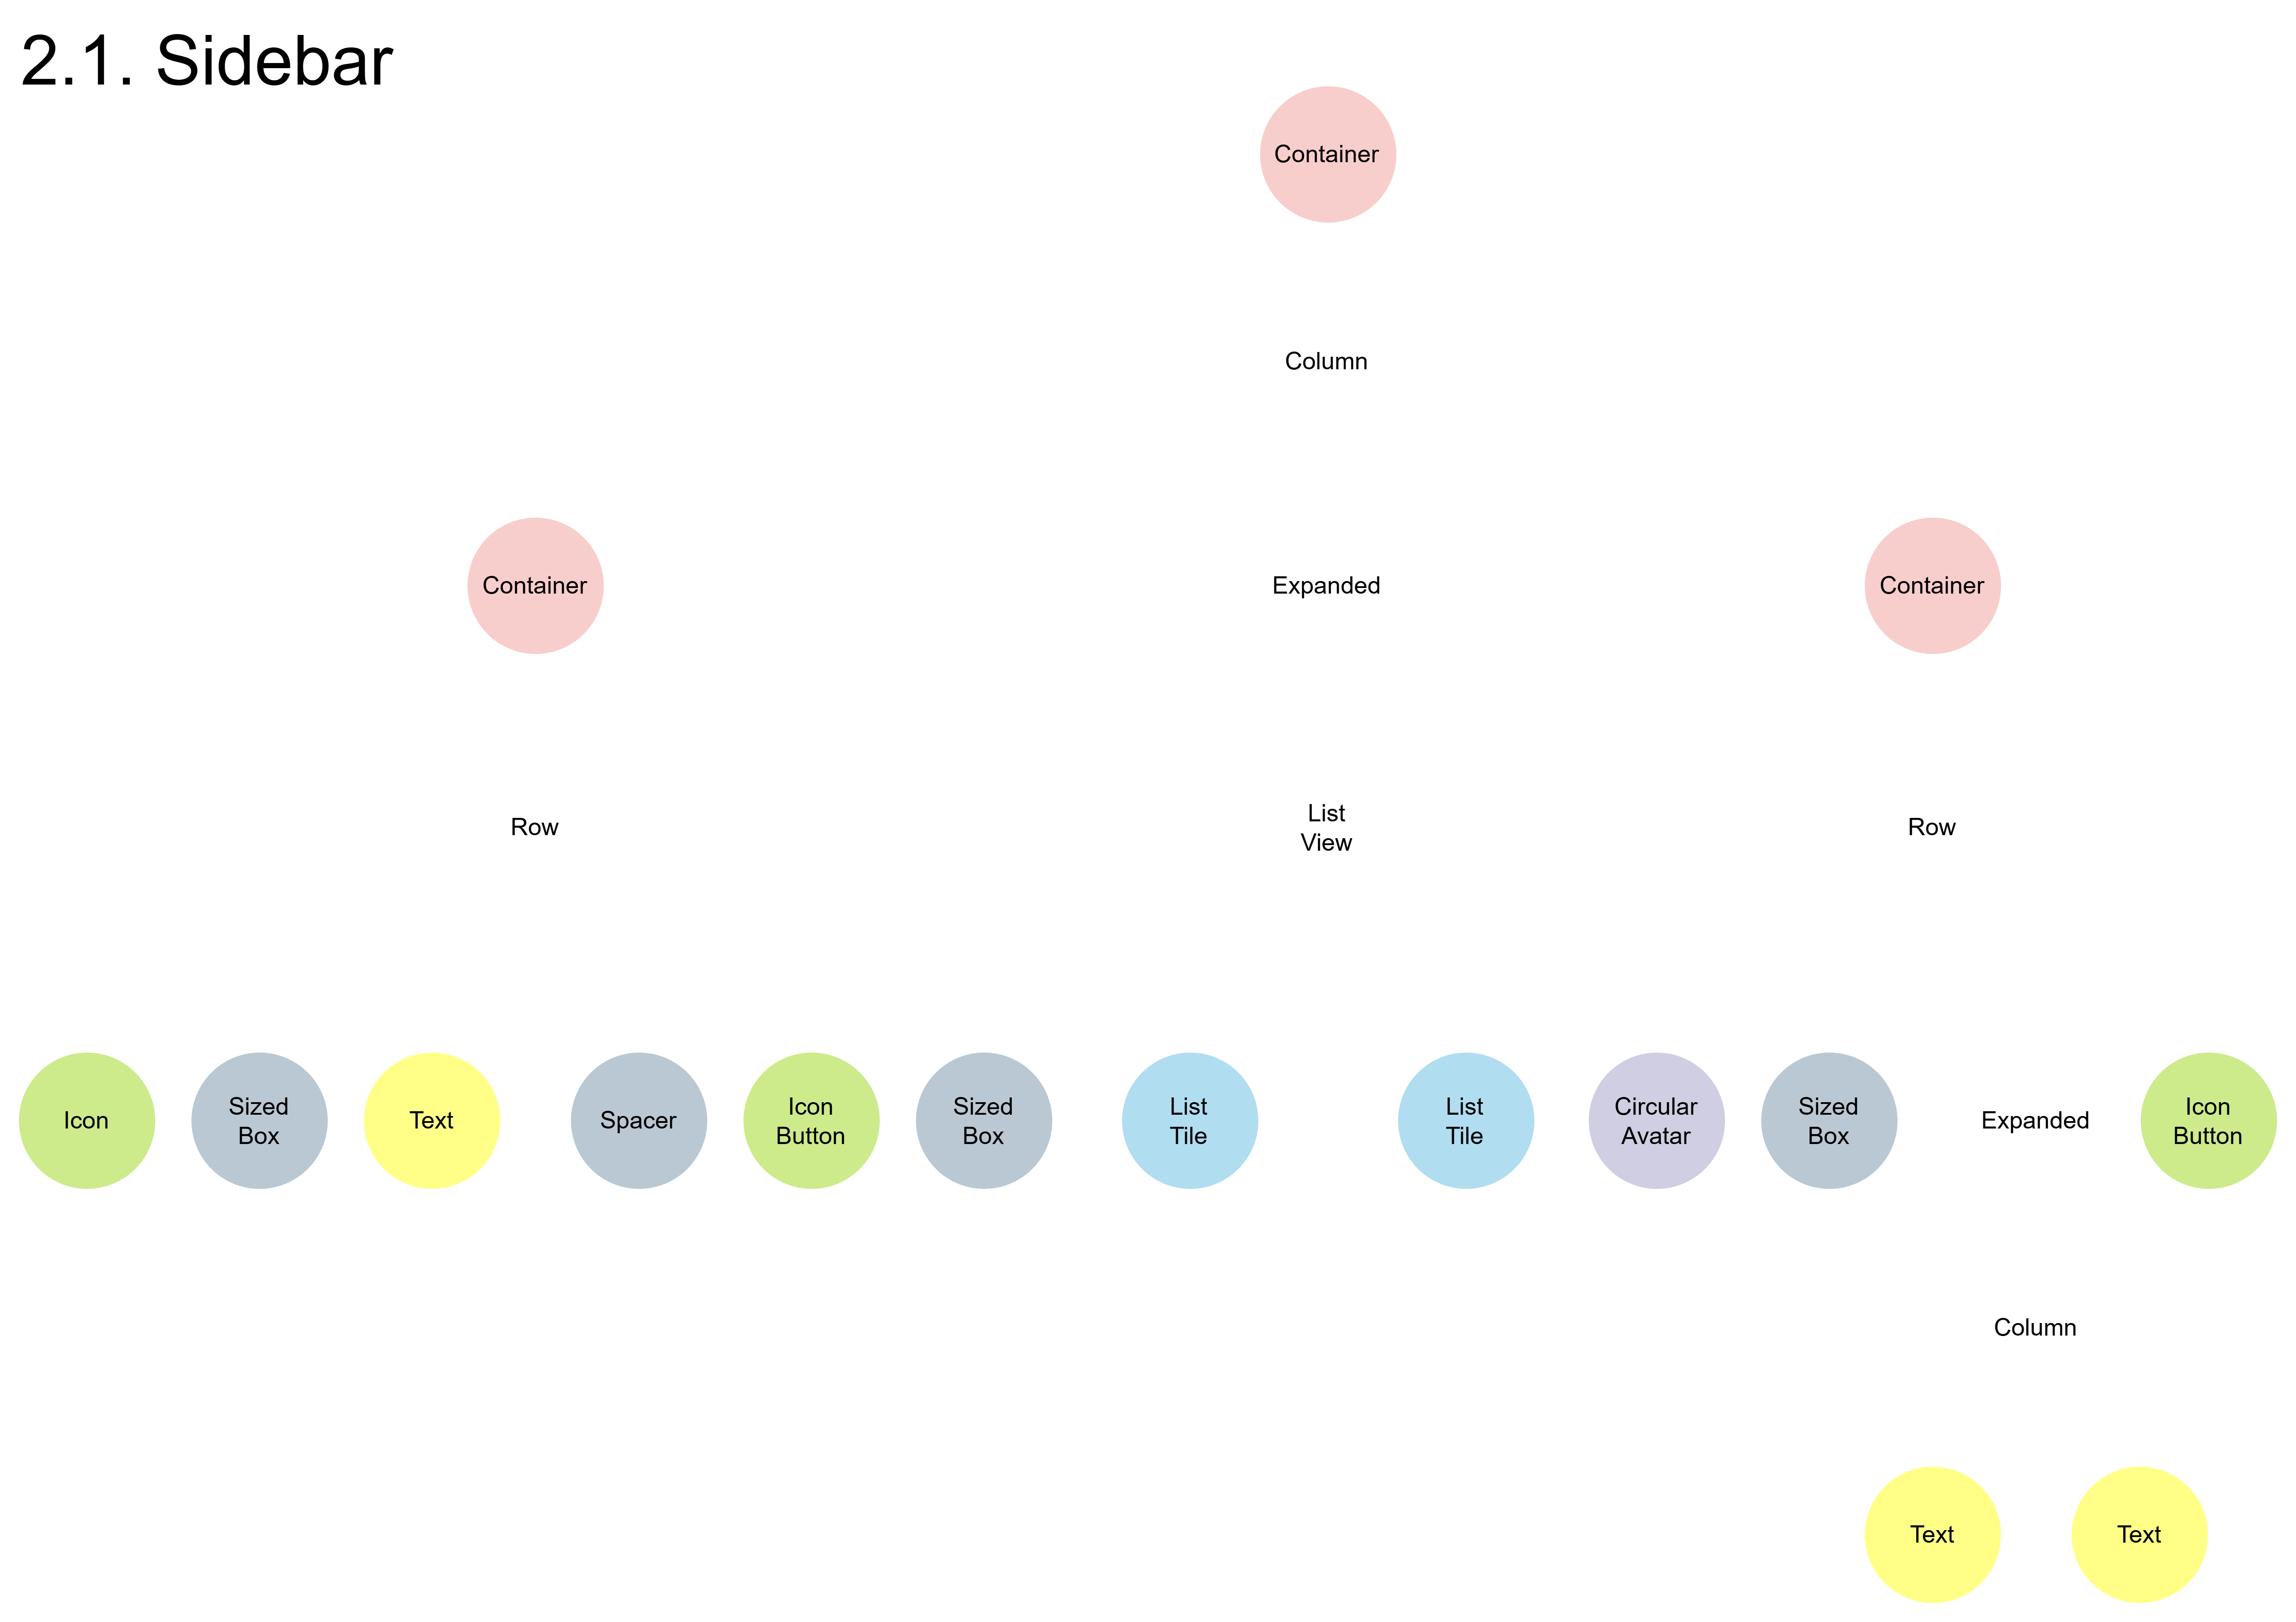 2.1. Sidebar
Container
Column
Container
Expanded
Container
Row
List
View
Row
Icon
Sized
Box
Text
Spacer
Icon
Button
Sized
Box
List
Tile
List
Tile
Circular
Avatar
Sized
Box
Expanded
Icon
Button
Column
Text
Text